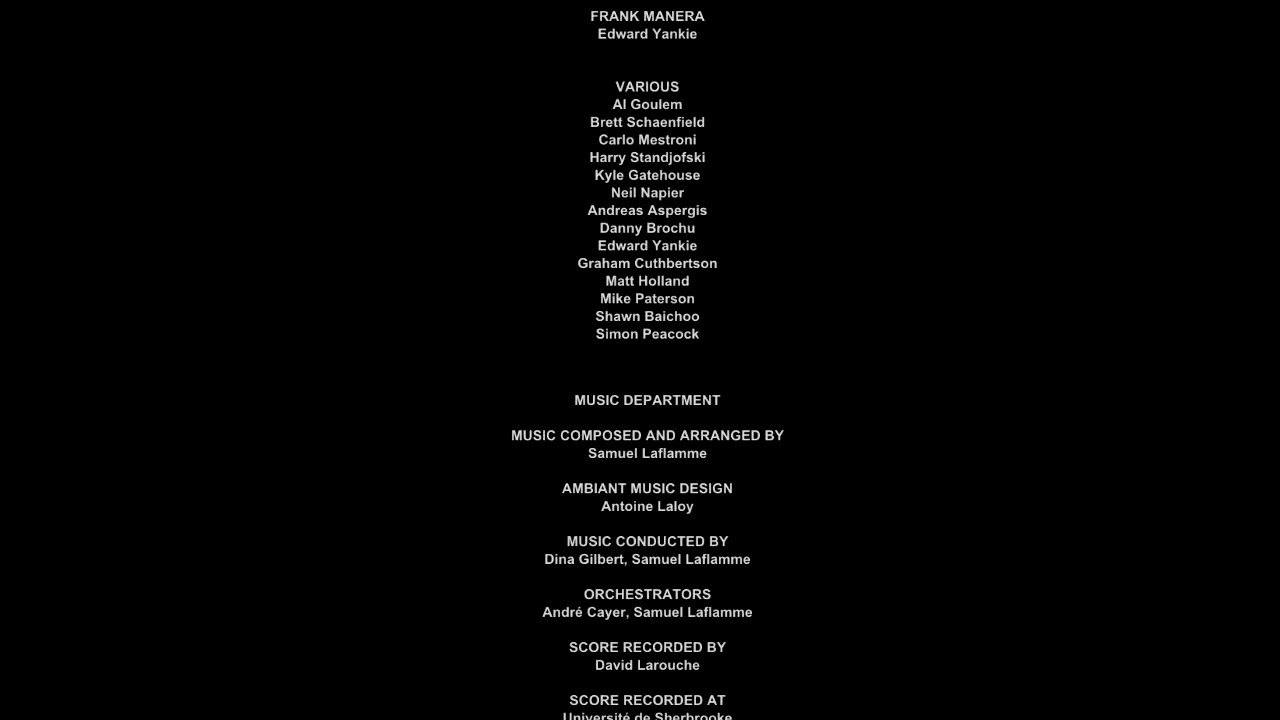 FRANK MANERA
Edward Yankie
VARIOUS
Al Goulem
Brett Schaenfield
Carlo Mestroni
Harry Standjofski
Kyle Gatehouse
Neil Napier
Andreas Aspergis
Danny Brochu
Edward Yankie
Graham Cuthbertson
Matt Holland
Mike Paterson
Shawn Baichoo
Simon Peacock
MUSIC DEPARTMENT
MUSIC COMPOSED AND ARRANGED BY
Samuel Laflamme
AMBIANT MUSIC DESIGN
Antoine Laloy
MUSIC CONDUCTED BY
Dina Gilbert, Samuel Laflamme
ORCHESTRATORS
André Cayer, Samuel Laflamme
SCORE RECORDED BY
David Larouche
SCORE RECORDED AT
Université de Sherbrooke